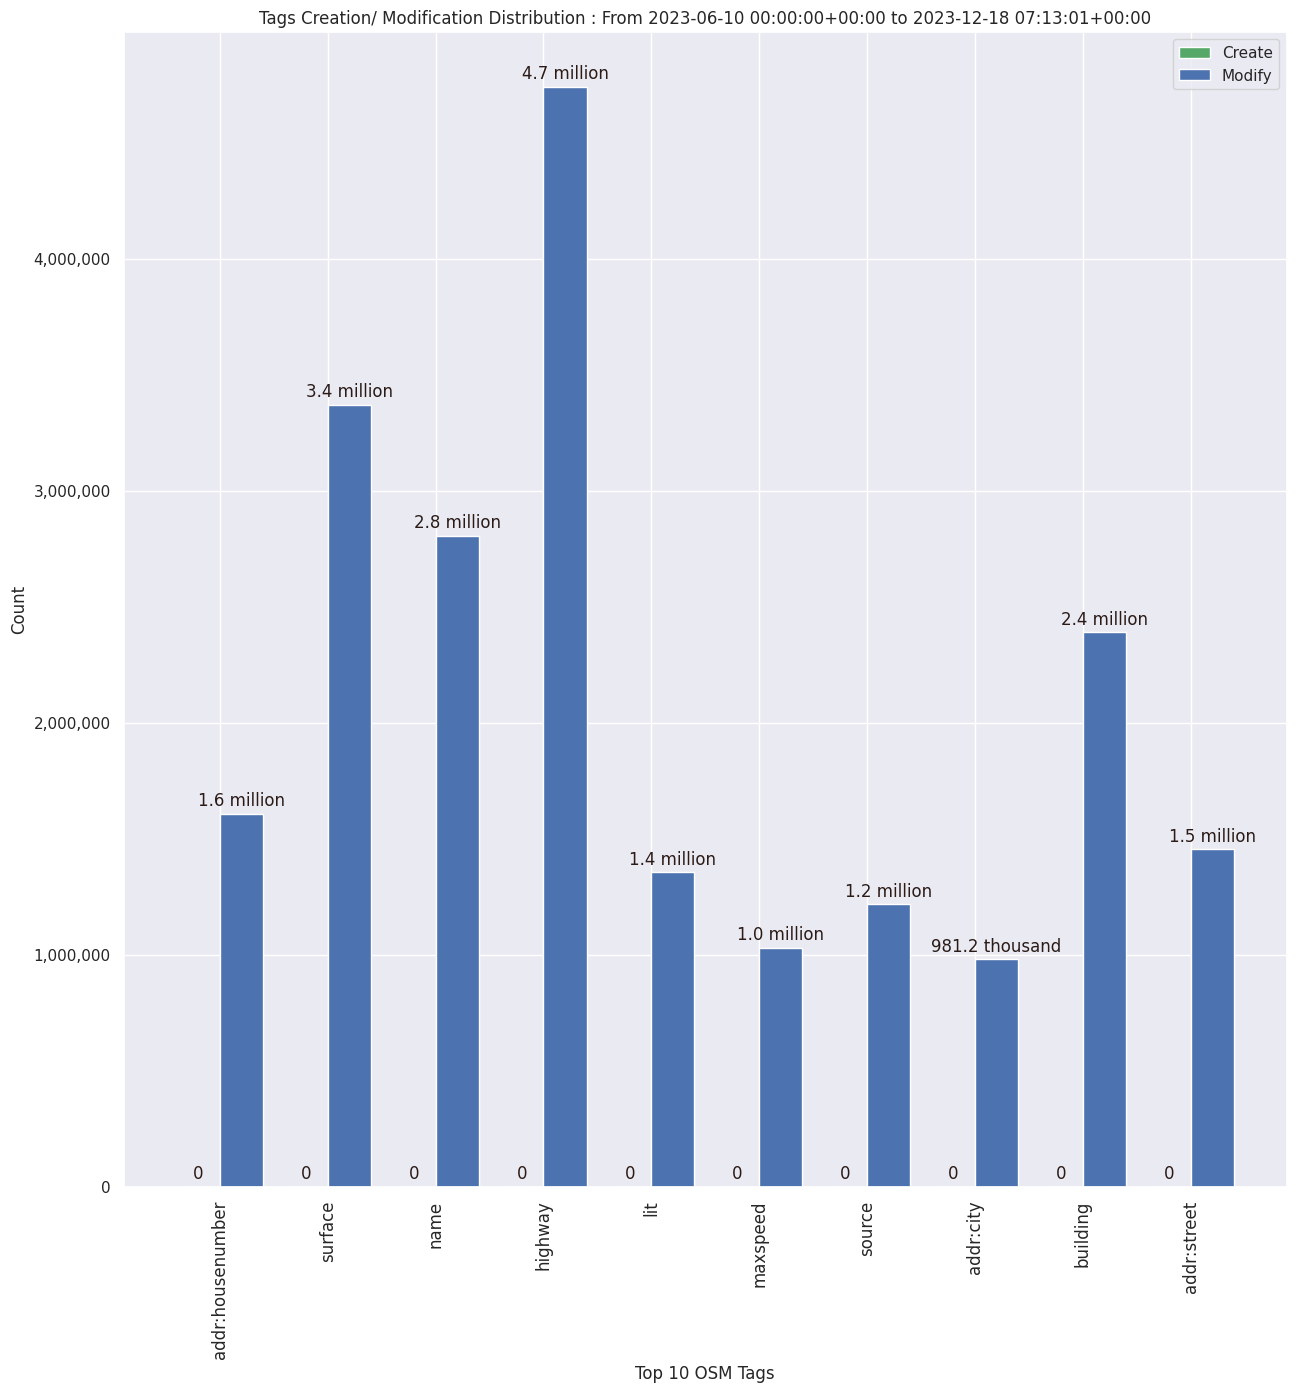 Tags Creation/ Modification Distribution : From 2023-06-10 00:00:00+00:00 to 2023-12-18 07:13:01+00:00
Create
Modify
4.7 million
4,000,000
3.4 million
3,000,000
2.8 million
2.4 million
Count
2,000,000
1.6 million
1.5 million
1.4 million
1.2 million
1.0 million
981.2 thousand
1,000,000
0 0 0 0 0 0 0 0 0 0
0
addr:housenumber
surface
name
highway
lit
maxspeed
source
addr:city
building
addr:street
Top 10 OSM Tags